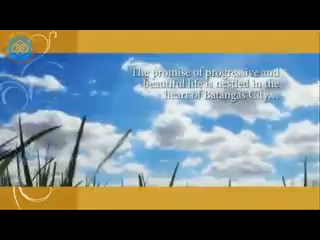 The promise of progressive and
beautiful life is nestled in the
heart of Batangas City...